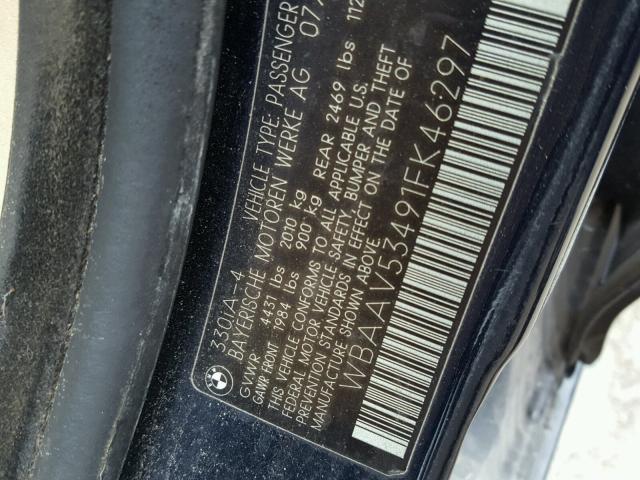 330iA-4 VEHICLE TYPE: PASSENGER
BAYERISCHE MOTOREN WERKE AG 07/
GVWR 4431 lbs 2010 kg
GAWR FRONT 1984 lbs 900 kg REAR 2469 lbs 112
THIS VEHICLE CONFORMS TO ALL APPLICABLE U.S.
FEDERAL MOTOR VEHICLE SAFETY, BUMPER AND THEFT
PREVENTION STANDARDS IN EFFECT ON THE DATE OF
MANUFACTURE SHOWN ABOVE.
WBAAV53491FK46297